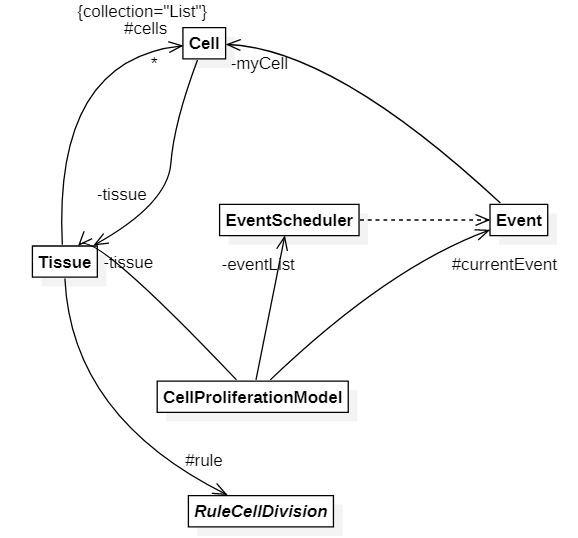 {collection="List"}
#cells
Cell
*
-myCell
-tissue
EventScheduler
Event
Tissue
-tissue
-eventList
#currentEvent
CellProliferationModel
#rule
RuleCellDivision